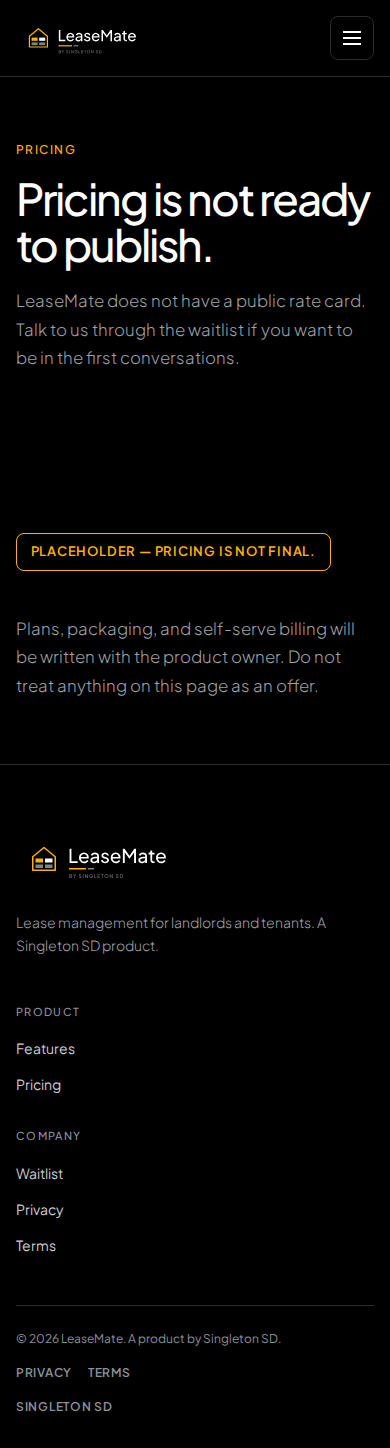 LeaseMate
BY SINGLETON SD
PRICING
Pricing is not ready
to publish.
LeaseMate does not have a public rate card.
Talk to us through the waitlist if you want to
be in the first conversations.
PLACEHOLDER — PRICING IS NOT FINAL.
Plans, packaging, and self-serve billing will
be written with the product owner. Do not
treat anything on this page as an offer.
LeaseMate
BY SINGLETON SD
Lease management for landlords and tenants. A
Singleton SD product.
PRODUCT
Features
Pricing
COMPANY
Waitlist
Privacy
Terms
© 2026 LeaseMate. A product by Singleton SD.
PRIVACY TERMS
SINGLETON SD